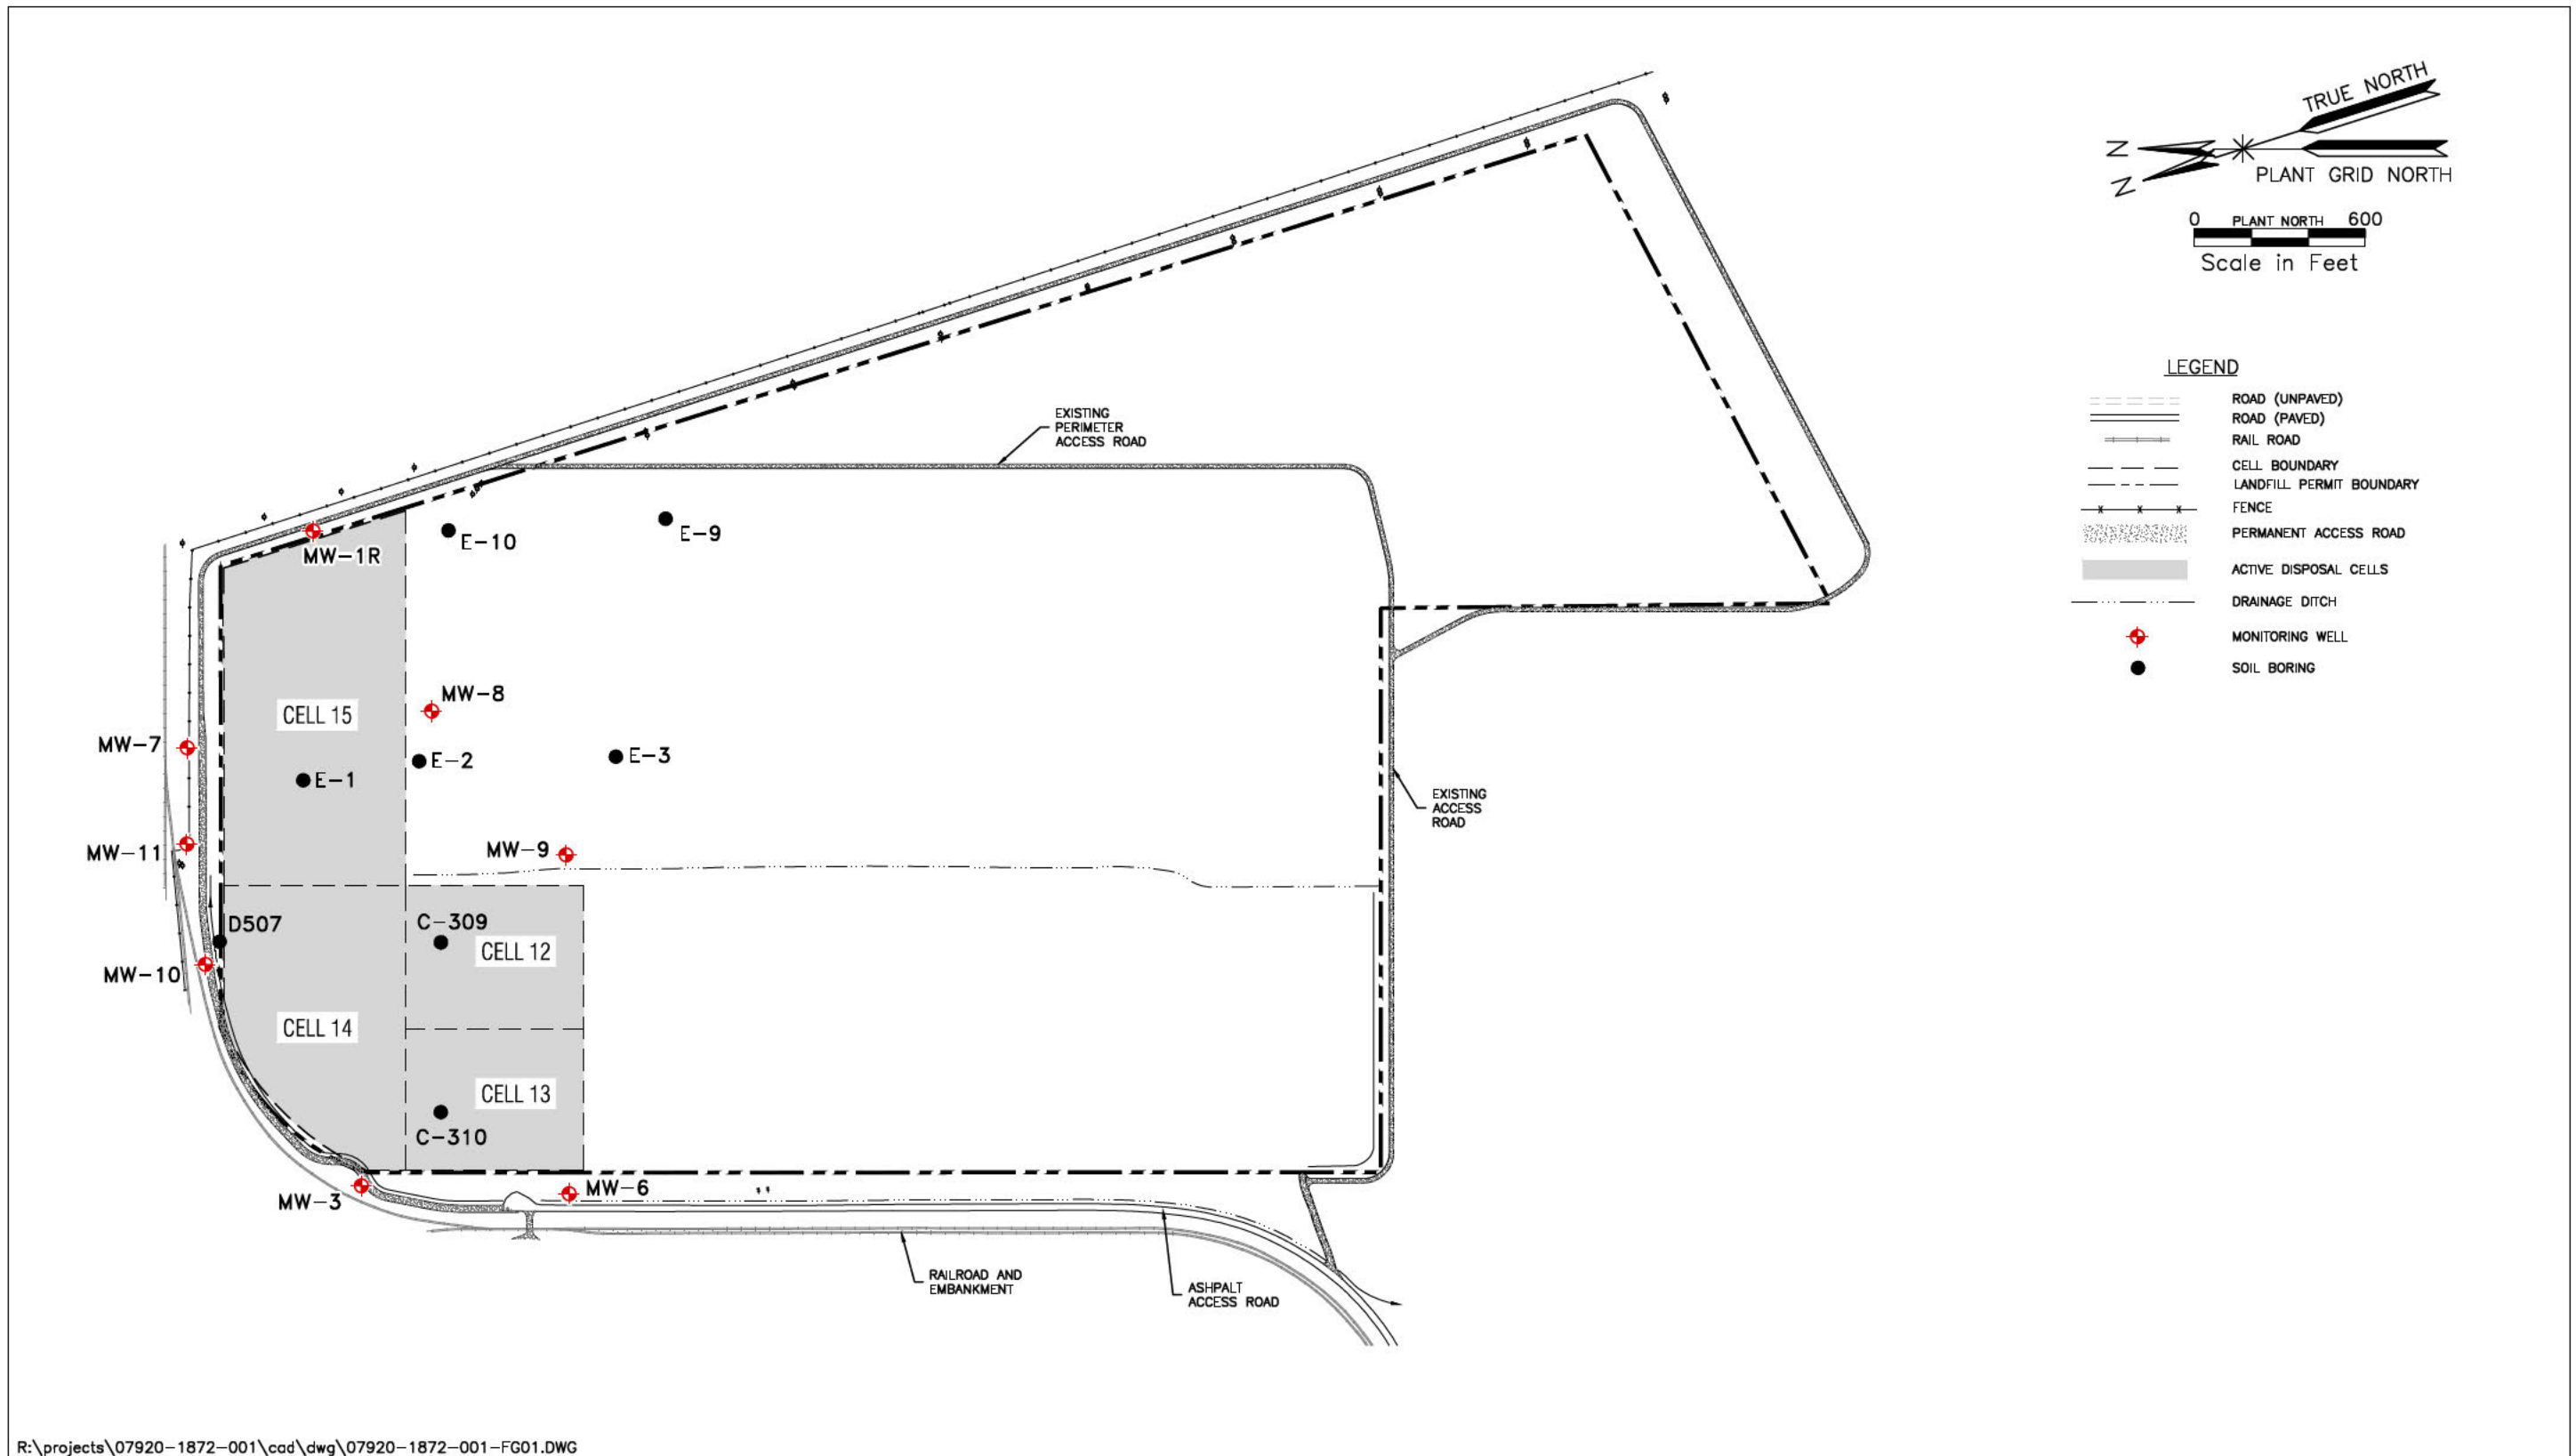 TRUE NORTH
N
N
PLANT GRID NORTH
0 PLANT NORTH 600
Scale in Feet
LEGEND
ROAD (UNPAVED)
ROAD (PAVED)
RAIL ROAD
CELL BOUNDARY
LANDFILL PERMIT BOUNDARY
FENCE
PERMANENT ACCESS ROAD
ACTIVE DISPOSAL CELLS
DRAINAGE DITCH
MONITORING WELL
SOIL BORING
EXISTING
PERIMETER
ACCESS ROAD
MW-1R
E-10
E-9
MW-8
CELL 15
MW-7
E-2
E-3
E-1
EXISTING
ACCESS
ROAD
MW-9
MW-11
D507
C-309
CELL 12
MW-10
CELL 14
CELL 13
C-310
MW-6
MW-3
RAILROAD AND
EMBANKMENT
ASHPALT
ACCESS ROAD
R:\projects\07920-1872-001\cad\dwg\07920-1872-001-FG01.DWG